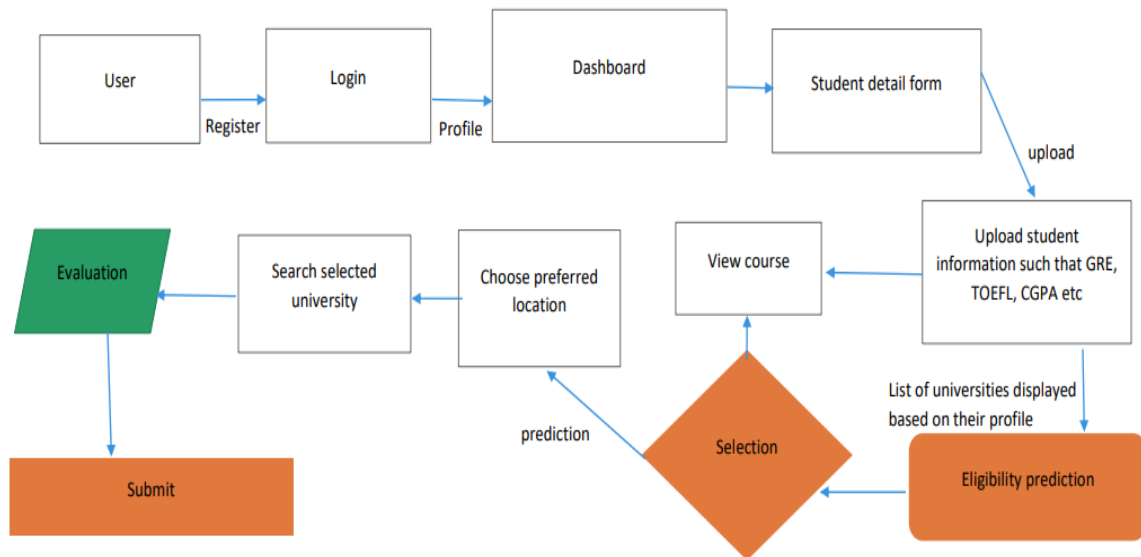 User
Register
Login
Profile
Dashboard
Student detail form
upload
Upload student
information such that GRE,
TOEFL, CGPA etc
View course
List of universities displayed
based on their profile
Eligibility prediction
Selection
prediction
Choose preferred
location
Search selected
university
Evaluation
Submit